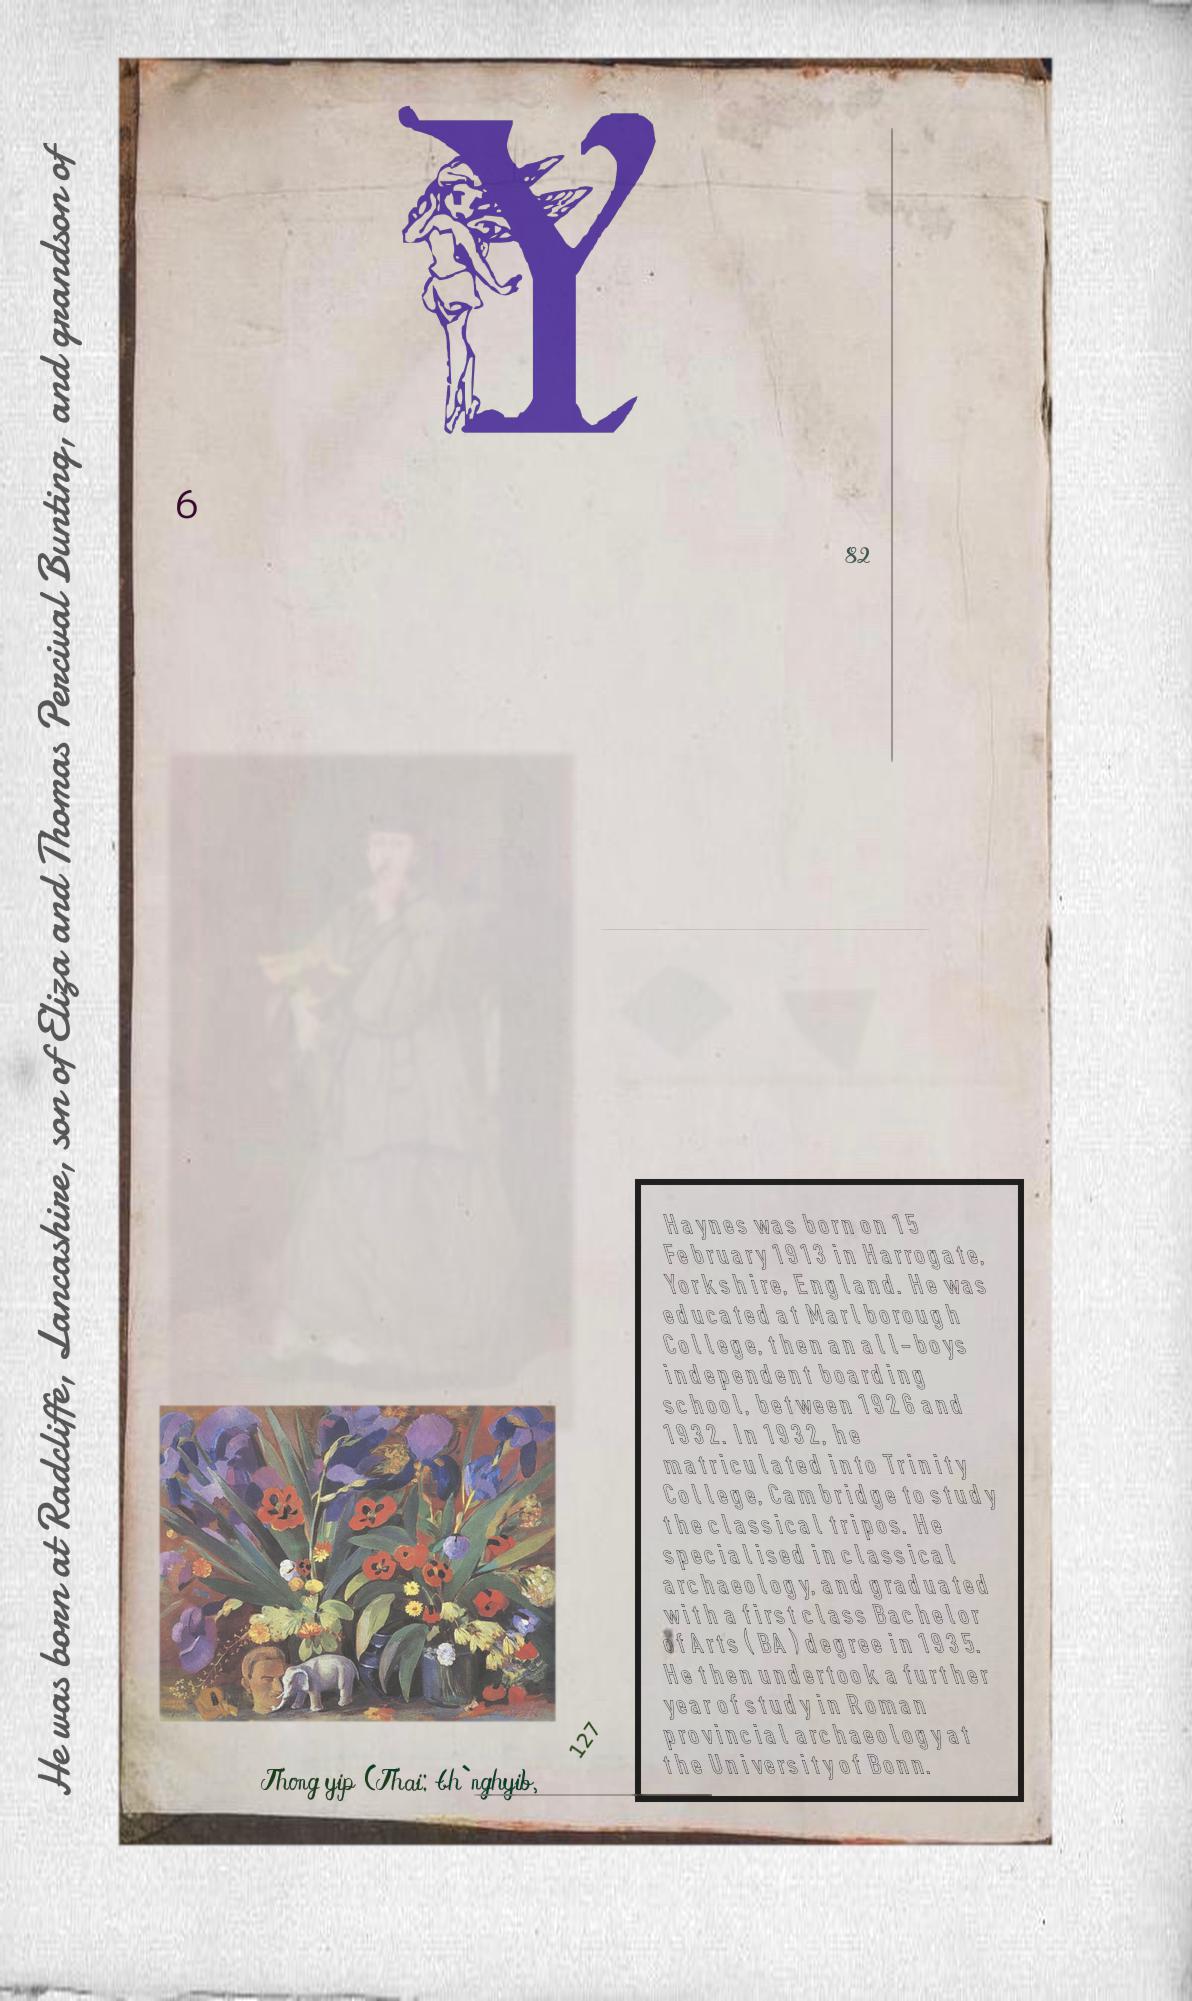 He was born at Radcliffe, Lancashire, son of Eliza and Thomas Percival Bunting, and grandson of
Y
6
82
Haynes was born on 15
February 1913 in Harrogate,
Yorkshire, England. He was
educated at Marlborough
College, then an all-boys
independent boarding
school, between 1926 and
1932. In 1932, he
matriculated into Trinity
College, Cambridge to study
the classical tripos. He
specialised in classical
archaeology, and graduated
with a first class Bachelor
of Arts (BA) degree in 1935.
He then undertook a further
year of study in Roman
provincial archaeology at
the University of Bonn.
127
Thong yip (Thai: th`nghyib,